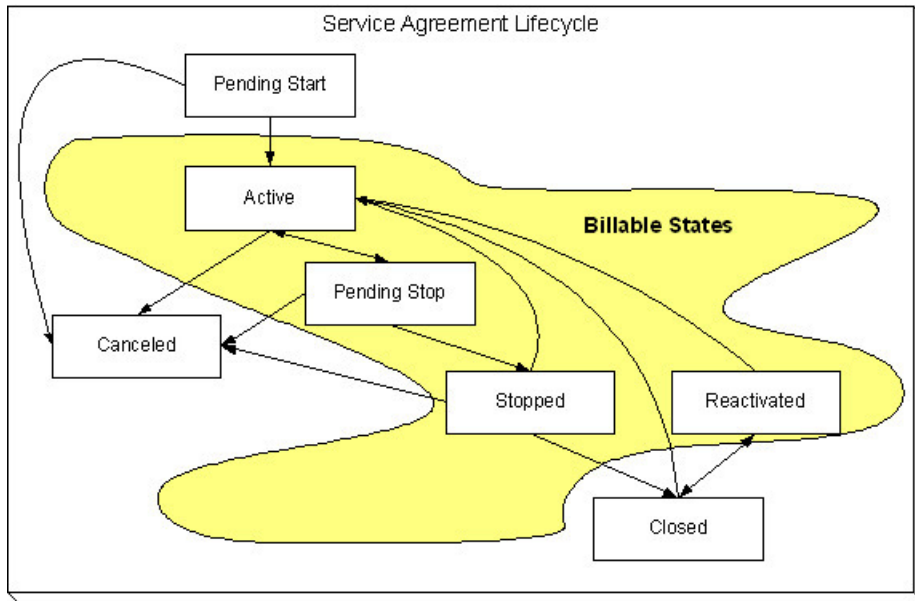 Service Agreement Lifecycle
Pending Start
Active
Billable States
Pending Stop
Canceled
Stopped
Reactivated
Closed